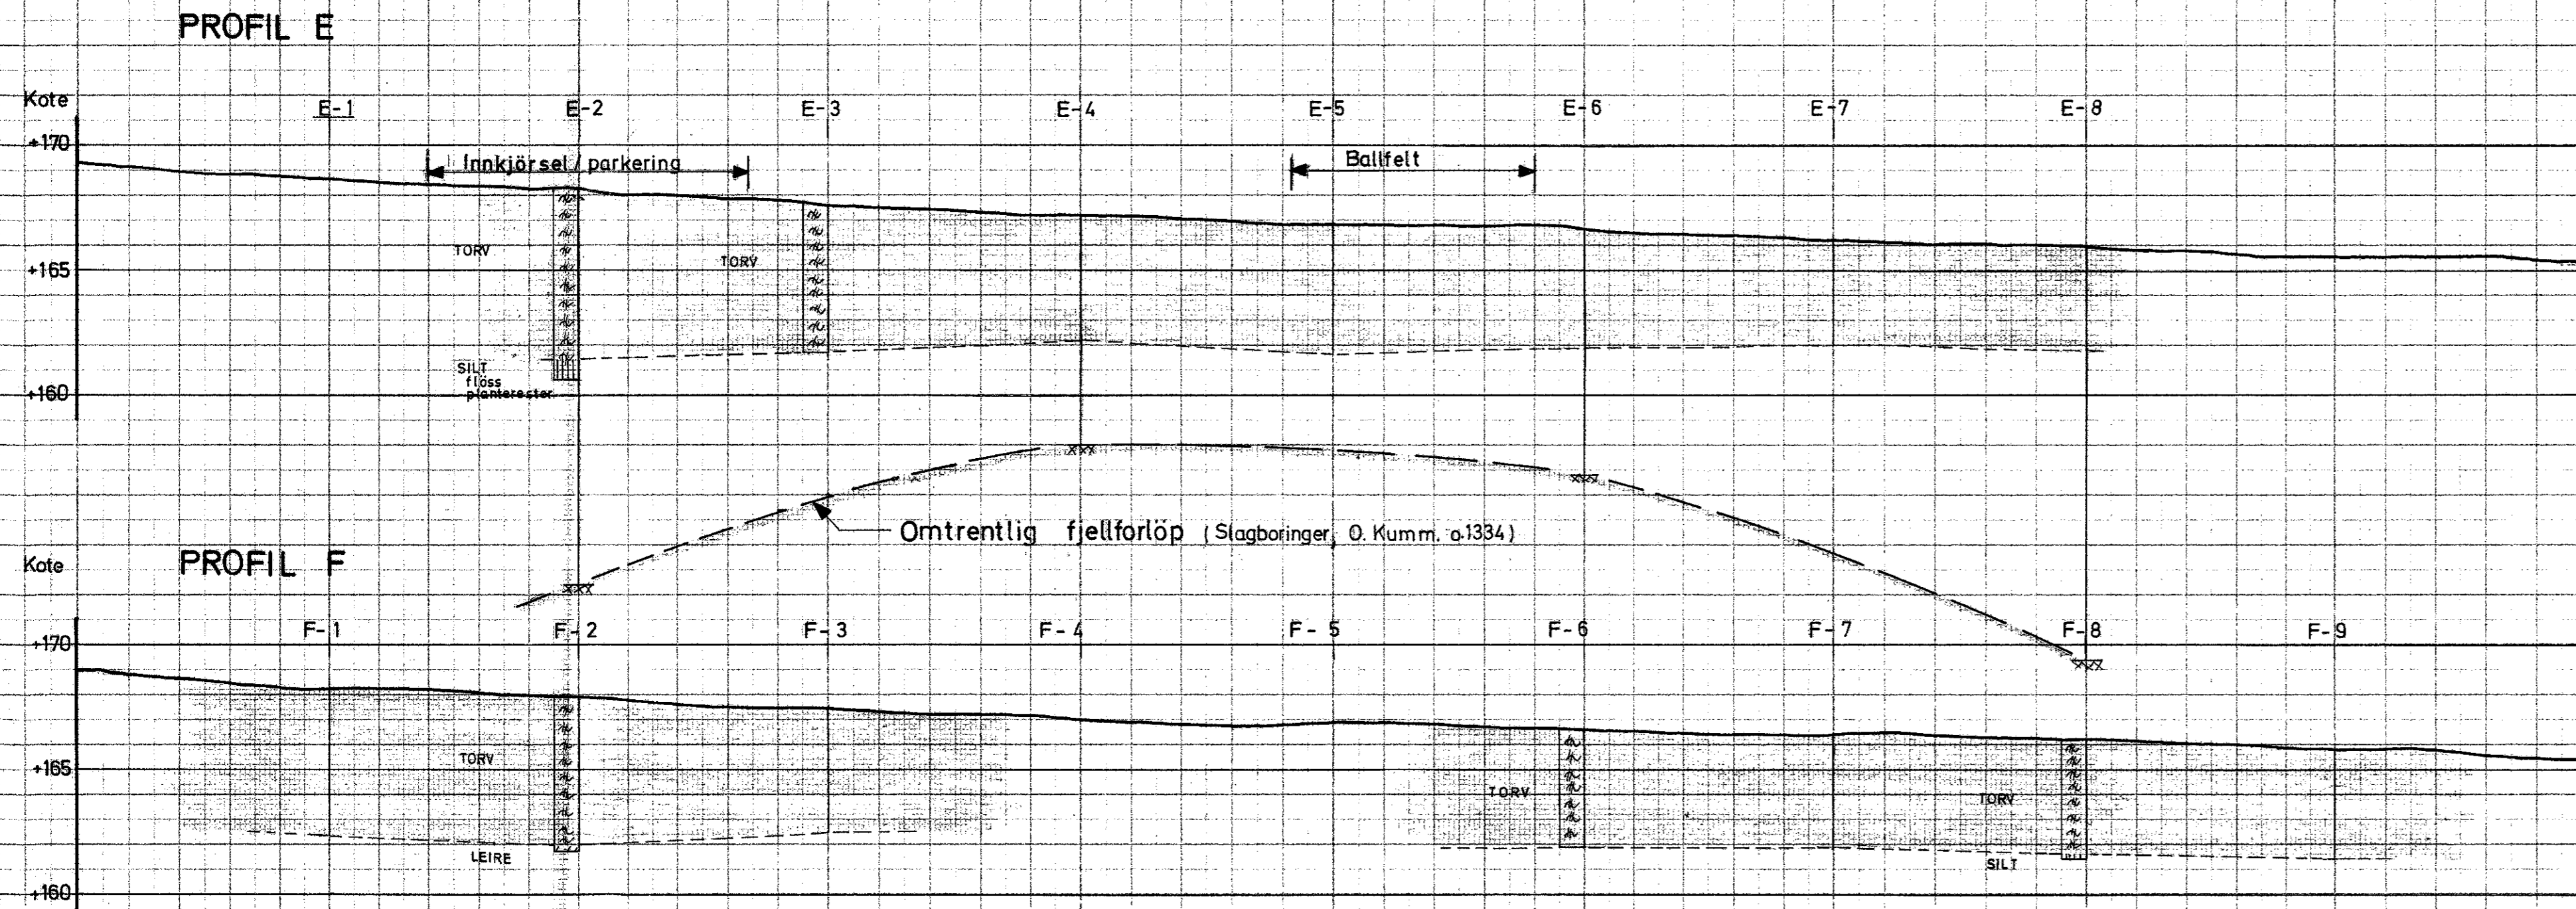 PROFIL E
Kote
E-1 E-2 E-3 E-4 E-5 E-6 E-7 E-8
+170
Innkjörsel / parkering
Ballfelt
TORV
TORV
+165
SILT
flöss
planterester
+160
Omtrentlig fjellforlöp (Slagboringer, O. Kumm. o.1334)
Kote
PROFIL F
F-1 F-2 F-3 F-4 F-5 F-6 F-7 F-8 F-9
+170
TORV
+165
TORV
TORV
LEIRE
SILT
+160